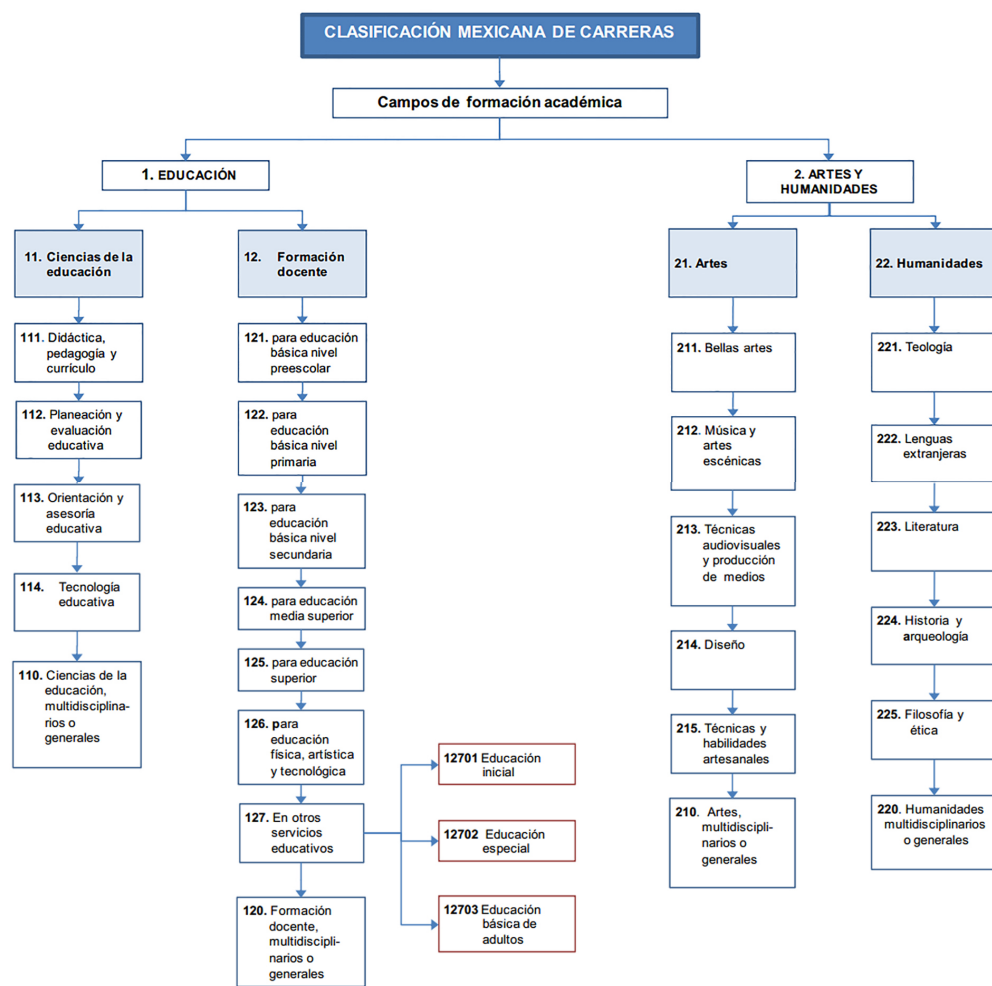 CLASIFICACIÓN MEXICANA DE CARRERAS
Campos de formación académica
1. EDUCACIÓN
2. ARTES Y
HUMANIDADES
11. Ciencias de la
educación
12. Formación
docente
21. Artes
22. Humanidades
111. Didáctica,
pedagogía y
currículo
112. Planeación y
evaluación
educativa
113. Orientación y
asesoría
educativa
114. Tecnología
educativa
110. Ciencias de la
educación,
multidisciplina-
rios o
generales
121. para educación
básica nivel
preescolar
122. para
educación
básica nivel
primaria
123. para
educación
básica nivel
secundaria
124. para educación
media superior
125. para educación
superior
126. para
educación
física, artística
y tecnológica
127. En otros
servicios
educativos
120. Formación
docente,
multidiscipli-
narios o
generales
12701 Educación
inicial
12702 Educación
especial
12703 Educación
básica de
adultos
211. Bellas artes
212. Música y
artes
escénicas
213. Técnicas
audiovisuales
y producción
de medios
214. Diseño
215. Técnicas y
habilidades
artesanales
210. Artes,
multidiscipli-
narios o
generales
221. Teología
222. Lenguas
extranjeras
223. Literatura
224. Historia y
arqueología
225. Filosofía y
ética
220. Humanidades
multidisciplinarios
o generales